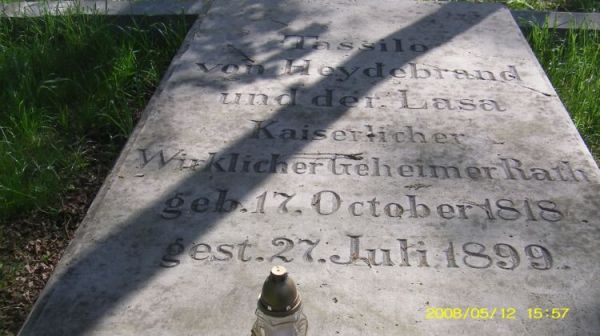 Tassilo
von Heydebrand
und der Lasa
Kaiserlicher
Wirklicher Geheimer Rath
geb. 17. October 1818
gest. 27. Juli 1899.
2008/05/12 15:57